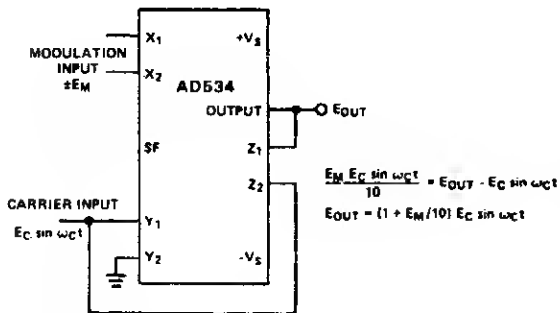 X1
+VS
MODULATION
INPUT
±EM
X2
AD534
OUTPUT
EOUT
SF
Z1
Z2
EM EC sin ωCt / 10 = EOUT - EC sin ωCt
EOUT = (1 + EM/10) EC sin ωCt
CARRIER INPUT
EC sin ωCt
Y1
Y2
-VS